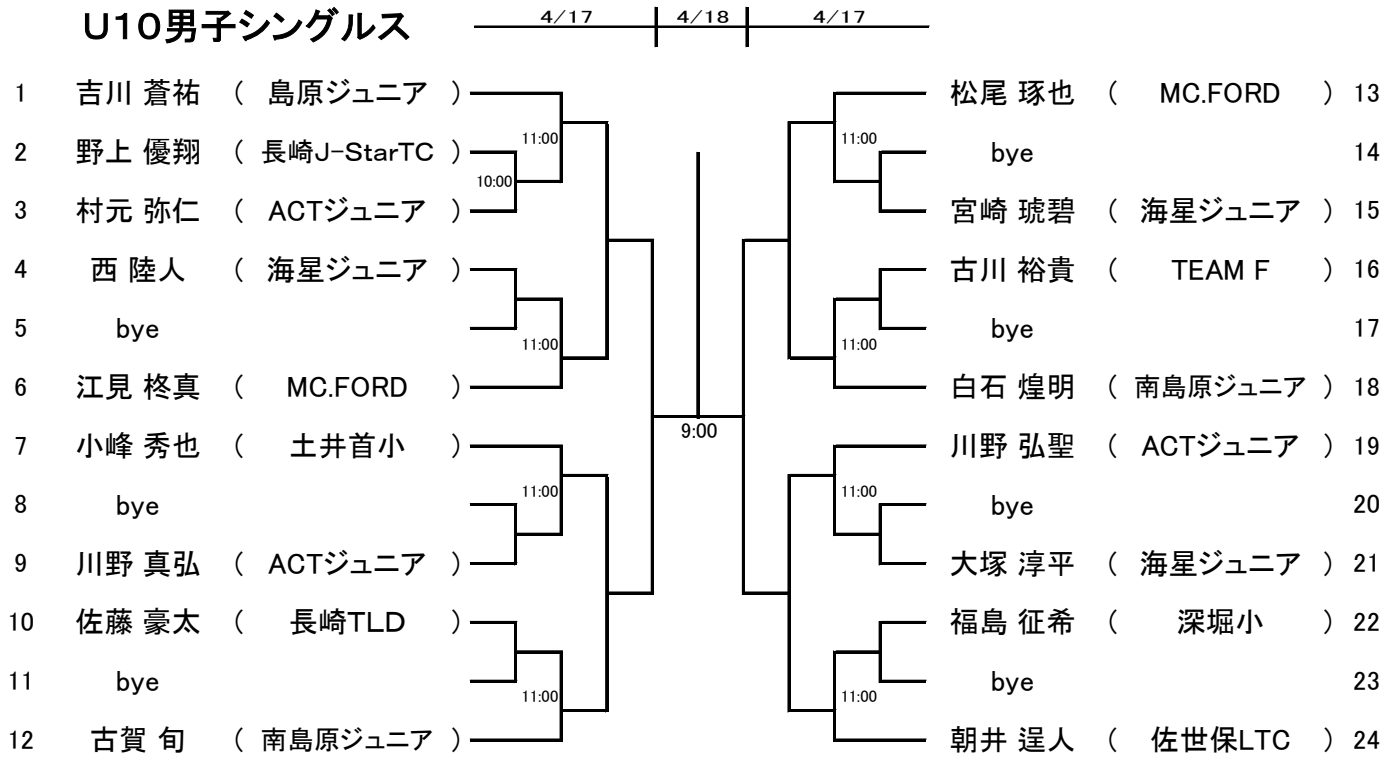 U10男子シングルス
4/17 4/18 4/17
1 吉川 蒼祐 ( 島原ジュニア )
2 野上 優翔 ( 長崎J-StarTC )
3 村元 弥仁 ( ACTジュニア )
4 西 陸人 ( 海星ジュニア )
5 bye
6 江見 柊真 ( MC.FORD )
7 小峰 秀也 ( 土井首小 )
8 bye
9 川野 真弘 ( ACTジュニア )
10 佐藤 豪太 ( 長崎TLD )
11 bye
12 古賀 旬 ( 南島原ジュニア )
11:00
10:00
11:00
11:00
11:00
9:00
11:00
11:00
11:00
11:00
松尾 琢也 ( MC.FORD ) 13
bye 14
宮崎 琥碧 ( 海星ジュニア ) 15
古川 裕貴 ( TEAM F ) 16
bye 17
白石 煌明 ( 南島原ジュニア ) 18
川野 弘聖 ( ACTジュニア ) 19
bye 20
大塚 淳平 ( 海星ジュニア ) 21
福島 征希 ( 深堀小 ) 22
bye 23
朝井 逞人 ( 佐世保LTC ) 24